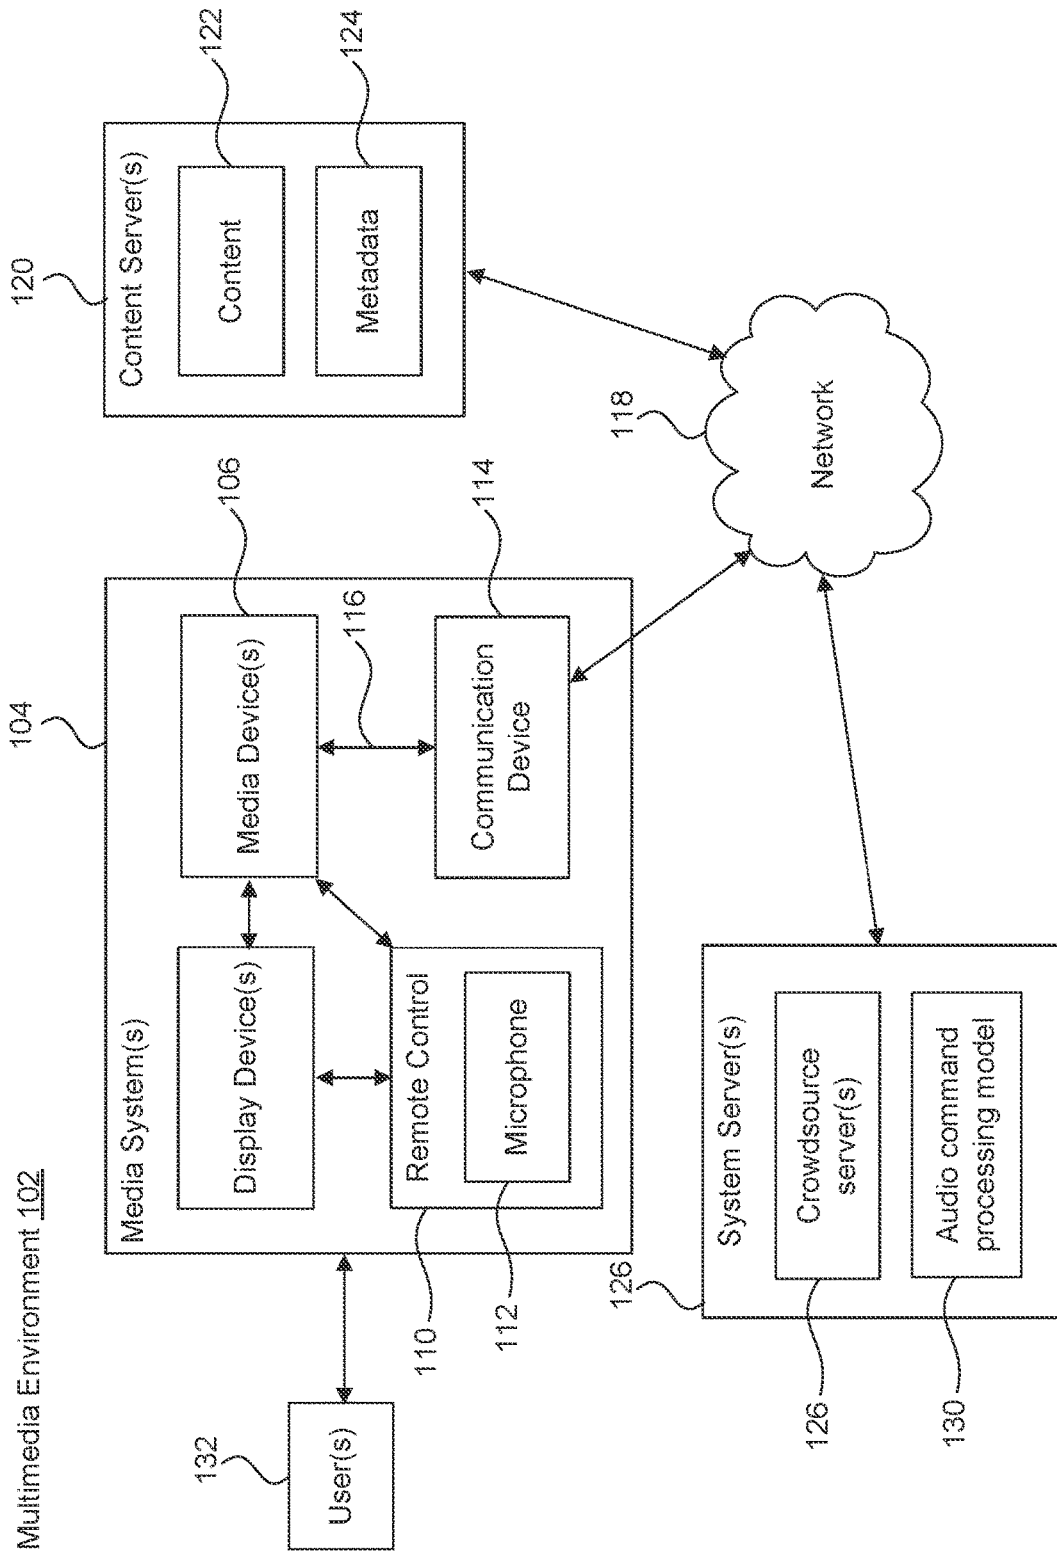 Multimedia Environment 102
132
User(s)
104
Media System(s)
Display Device(s)
Media Device(s)
106
116
Remote Control
Microphone
110
112
Communication
Device
114
120
Content Server(s)
Content
122
Metadata
124
118
Network
126
System Server(s)
Crowdsource
server(s)
126
Audio command
processing model
130